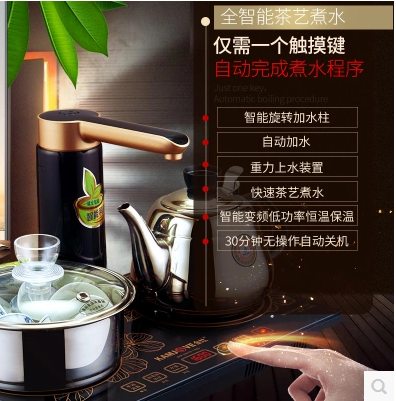 全智能茶艺煮水
仅需一个触摸键
自动完成煮水程序
Just one key,
Automatic boiling procedure
智能旋转加水柱
自动加水
重力上水装置
快速茶艺煮水
智能变频低功率恒温保温
30分钟无操作自动关机